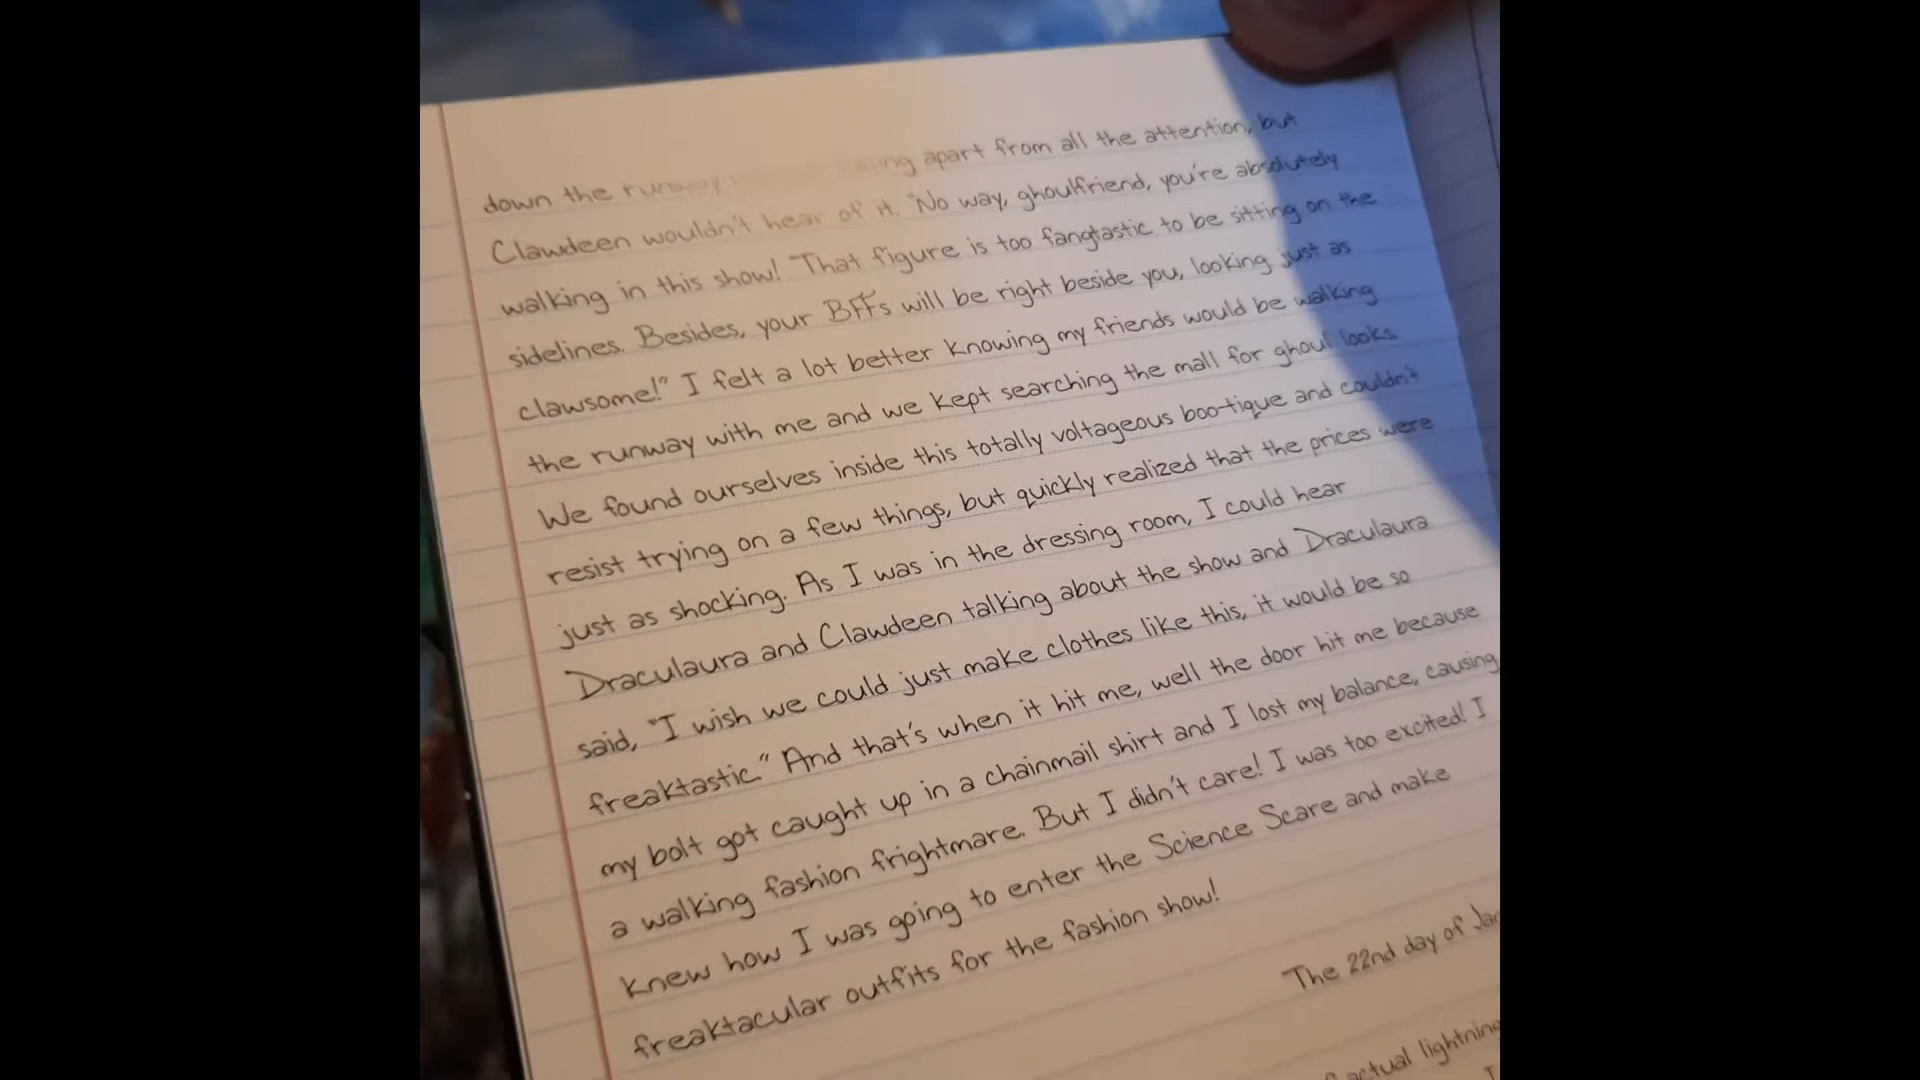 down the runway apart from all the attention, but
Clawdeen wouldn't hear of it. "No way, ghoulfriend, you're absolutely
walking in this show! That figure is too fangtastic to be sitting on the
sidelines. Besides, your BFFs will be right beside you, looking just as
clawsome!" I felt a lot better knowing my friends would be walking
the runway with me and we kept searching the mall for ghoul looks.
We found ourselves inside this totally voltageous boo-tique and couldn't
resist trying on a few things, but quickly realized that the prices were
just as shocking. As I was in the dressing room, I could hear
Draculaura and Clawdeen talking about the show and Draculaura
said, "I wish we could just make clothes like this, it would be so
freaktastic." And that's when it hit me, well the door hit me because
my bolt got caught up in a chainmail shirt and I lost my balance, causing
a walking fashion frightmare. But I didn't care! I was too excited! I
knew how I was going to enter the Science Scare and make
freaktacular outfits for the fashion show!
The 22nd day of
actual lightning
I